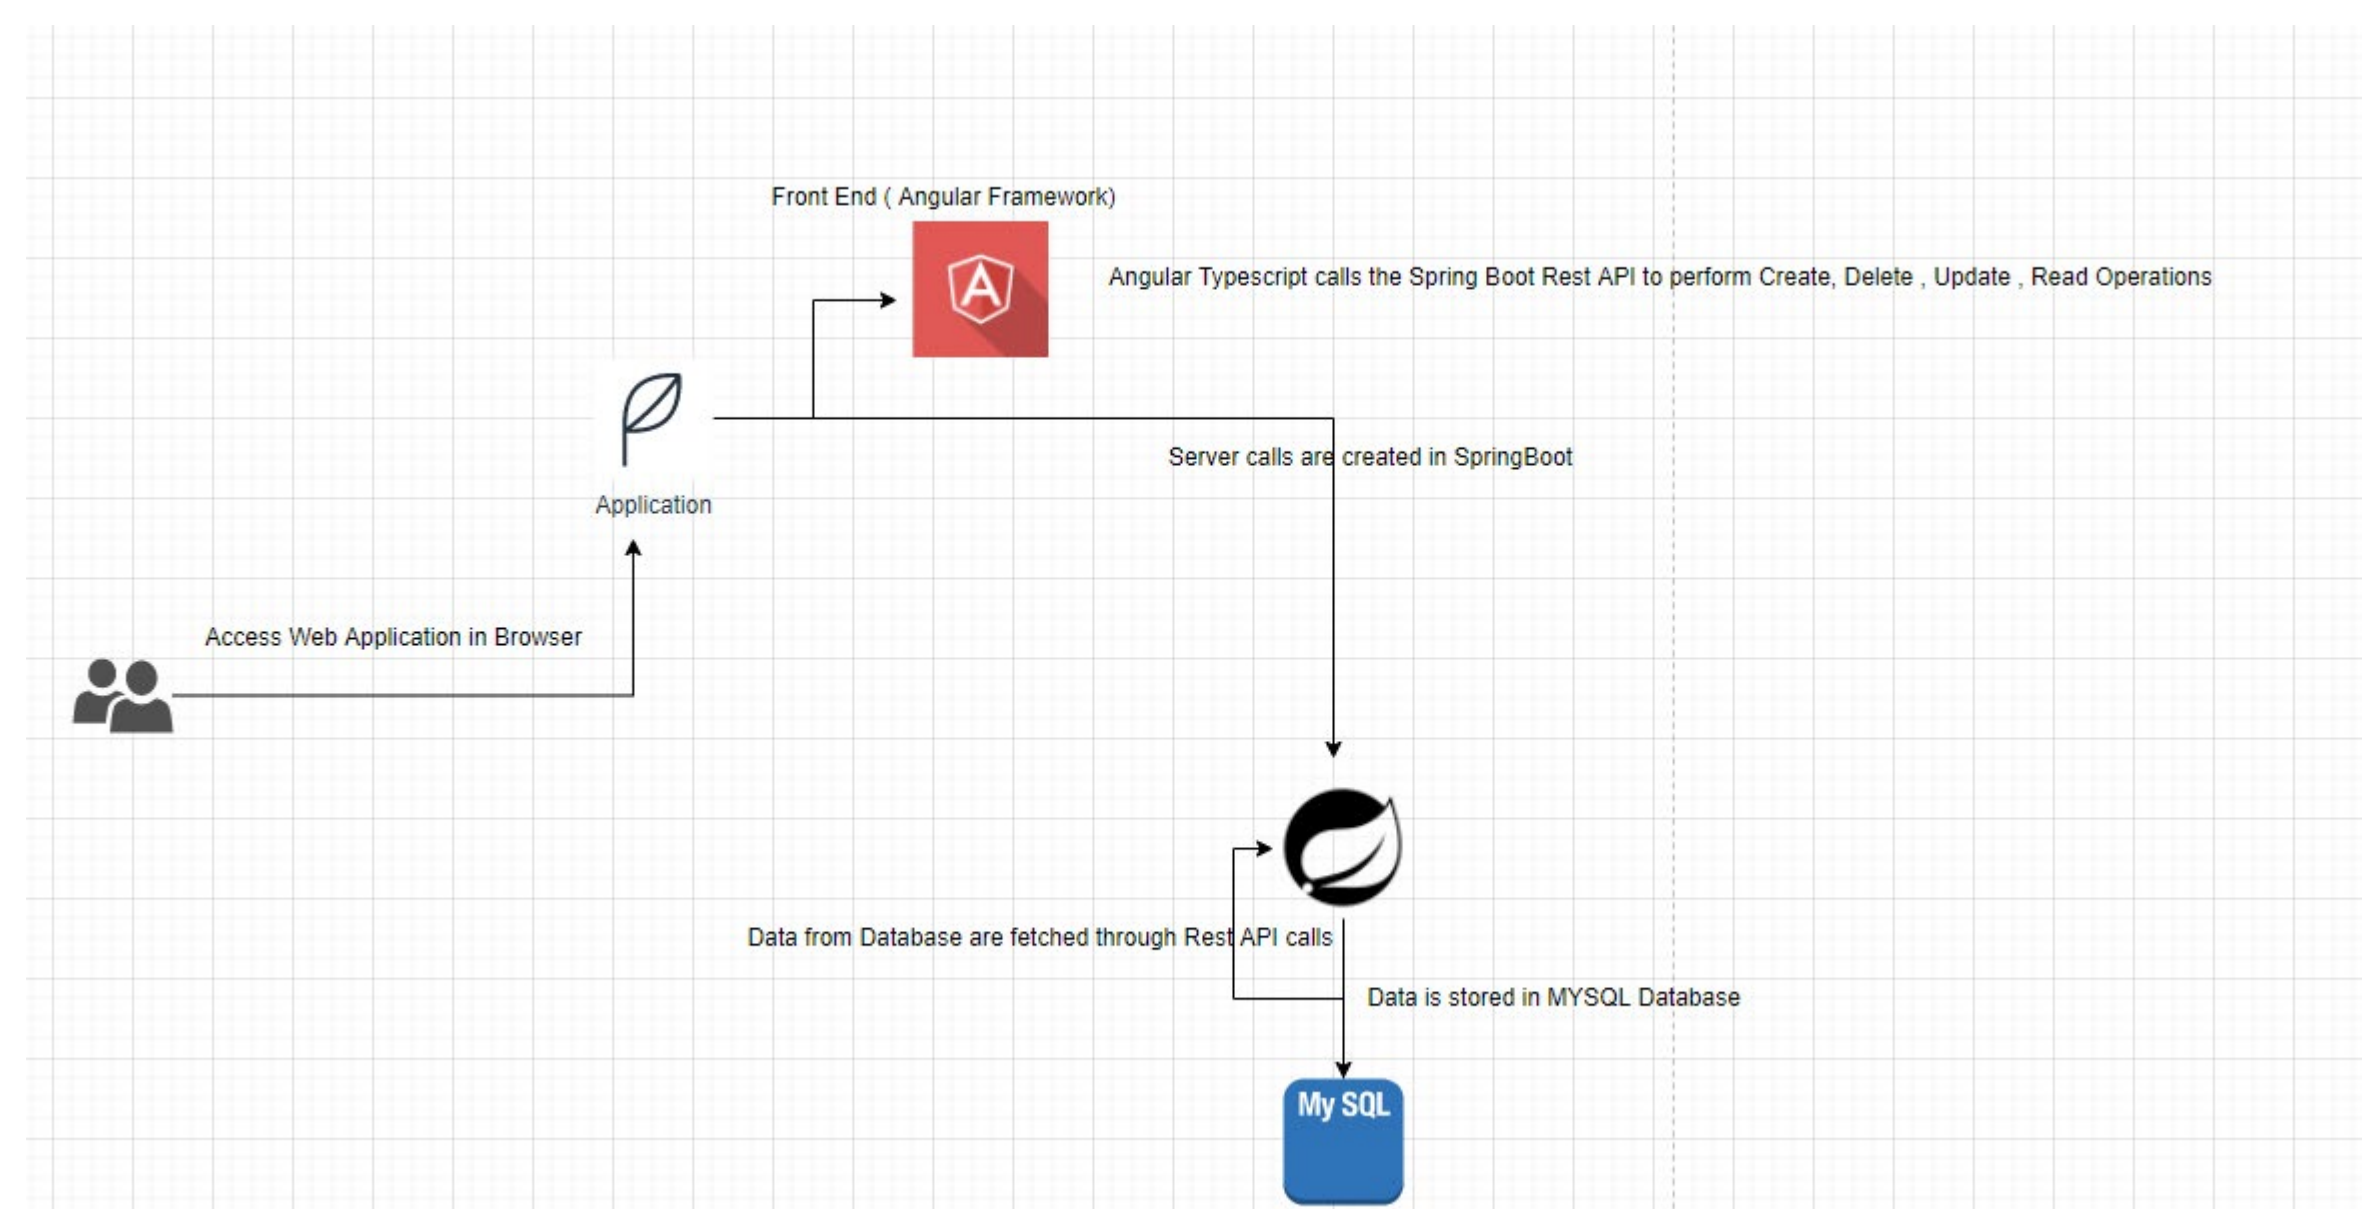 Front End ( Angular Framework)
Angular Typescript calls the Spring Boot Rest API to perform Create, Delete , Update , Read Operations
Server calls are created in SpringBoot
Application
Access Web Application in Browser
Data from Database are fetched through Rest API calls
Data is stored in MYSQL Database
My SQL